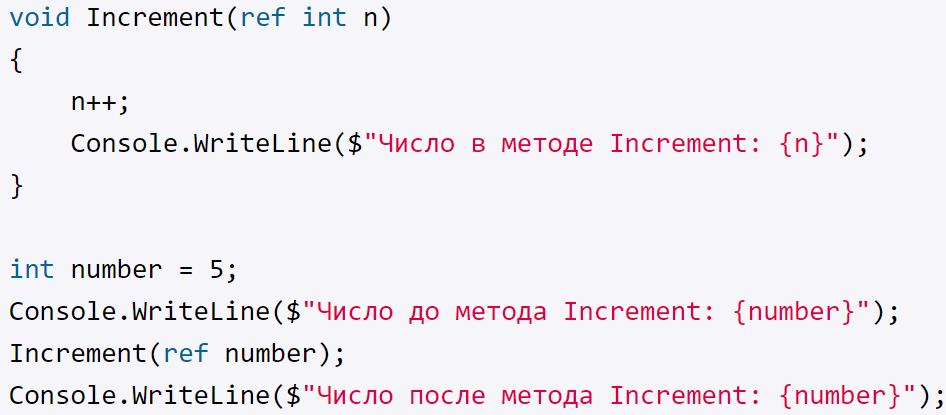 void Increment(ref int n)
{
    n++;
    Console.WriteLine($"Число в методе Increment: {n}");
}

int number = 5;
Console.WriteLine($"Число до метода Increment: {number}");
Increment(ref number);
Console.WriteLine($"Число после метода Increment: {number}");